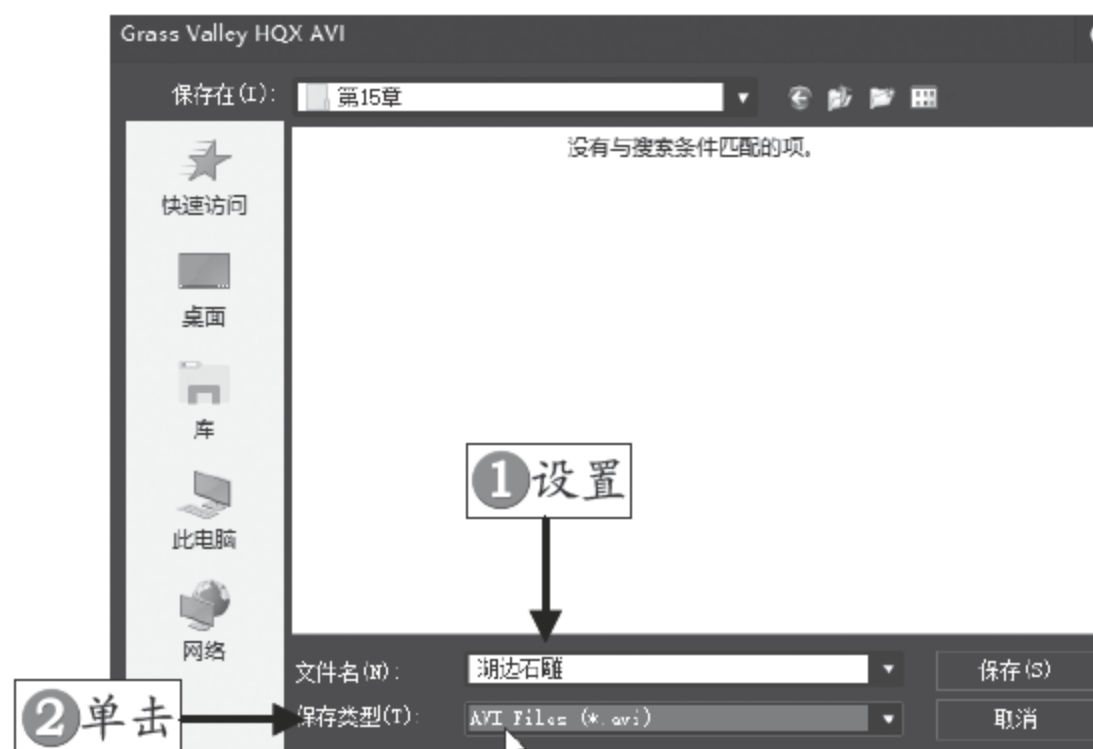 Grass Valley HQX AVI
保存在(I):
第15章
没有与搜索条件匹配的项。
快速访问
桌面
库
此电脑
网络
1设置
文件名(N):
湖边石雕
保存(S)
2单击
保存类型(T):
AVI Files (*.avi)
取消